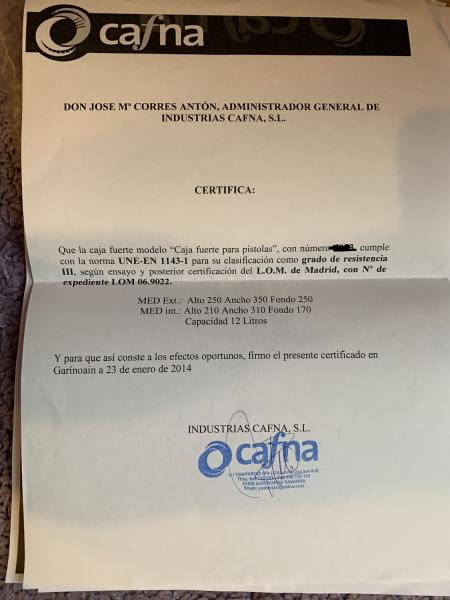 cafna
DON JOSE Mª CORRES ANTÓN, ADMINISTRADOR GENERAL DE
INDUSTRIAS CAFNA, S.L.
CERTIFICA:
Que la caja fuerte modelo “Caja fuerte para pistolas”, con número cumple
con la norma UNE-EN 1143-1 para su clasificación como grado de resistencia
III, según ensayo y posterior certificación del L.O.M. de Madrid, con Nº de
expediente LOM 06.9022.
MED Ext.: Alto 250 Ancho 350 Fondo 250
MED int.: Alto 210 Ancho 310 Fondo 170
Capacidad 12 Litros
Y para que así conste a los efectos oportunos, firmo el presente certificado en
Garínoain a 23 de enero de 2014
INDUSTRIAS CAFNA, S.L.
cafna
NAVARRA
Email: